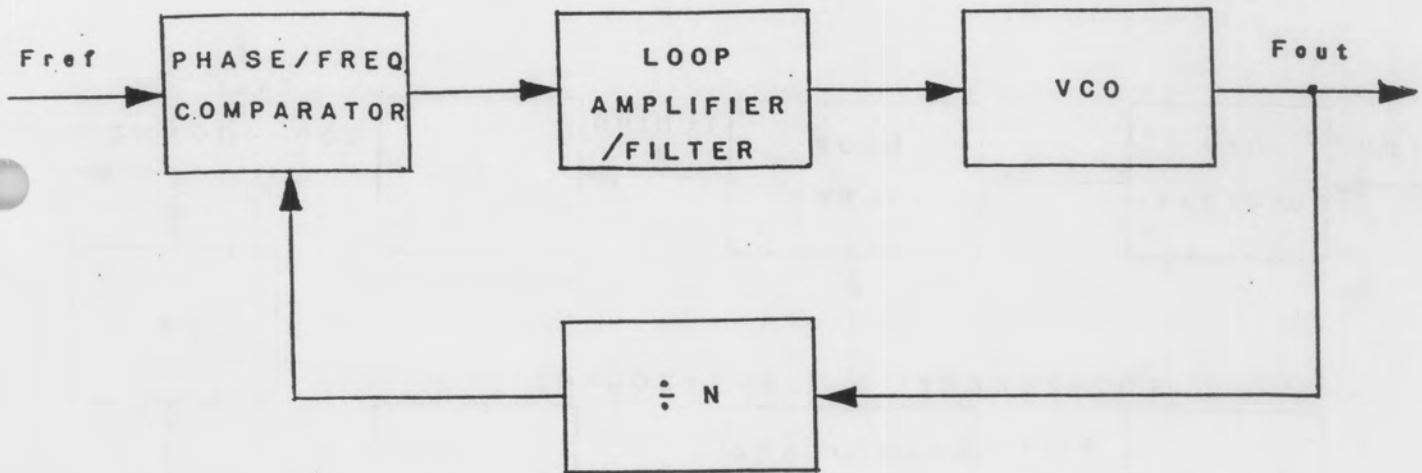 Fref
PHASE/FREQ
COMPARATOR
LOOP
AMPLIFIER
/FILTER
VCO
Fout
÷ N